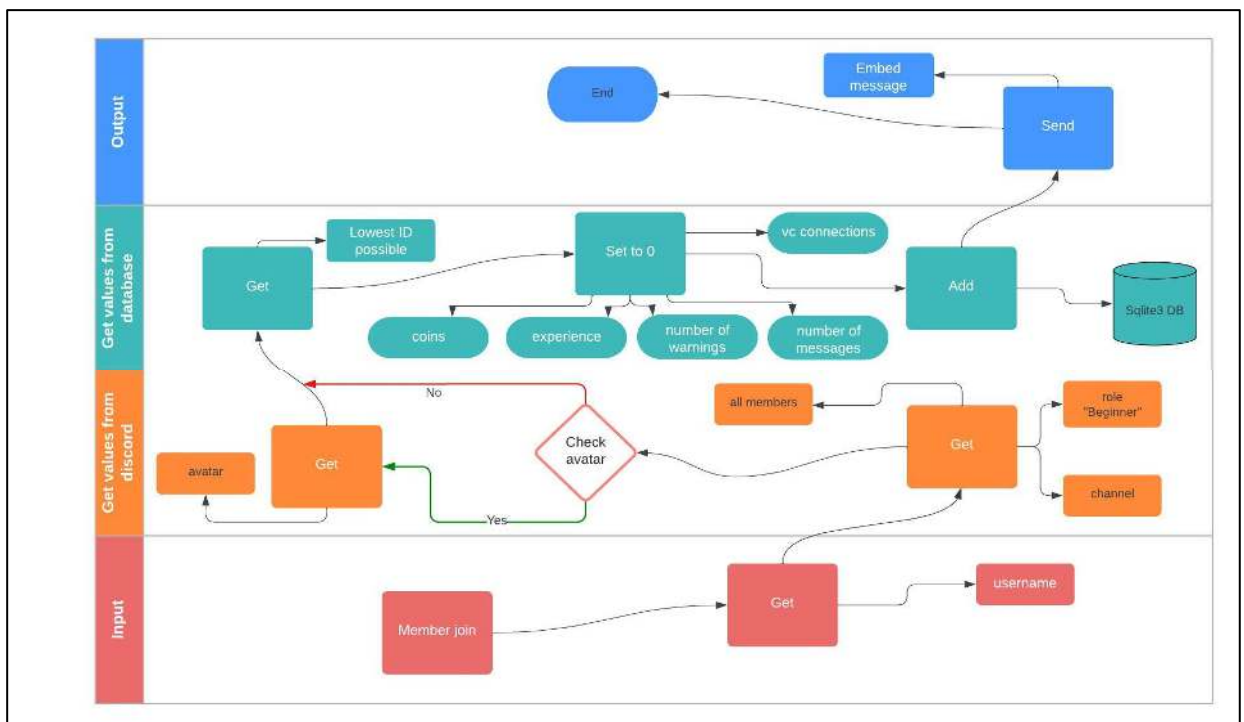 Output
End
Embed
message
Send
Get values from
database
Get
Lowest ID
possible
Set to 0
vc connections
Add
Sqlite3 DB
coins
experience
number of
warnings
number of
messages
Get values from
discord
No
avatar
Get
Check
avatar
Yes
all members
Get
role
"Beginner"
channel
Input
Member join
Get
username